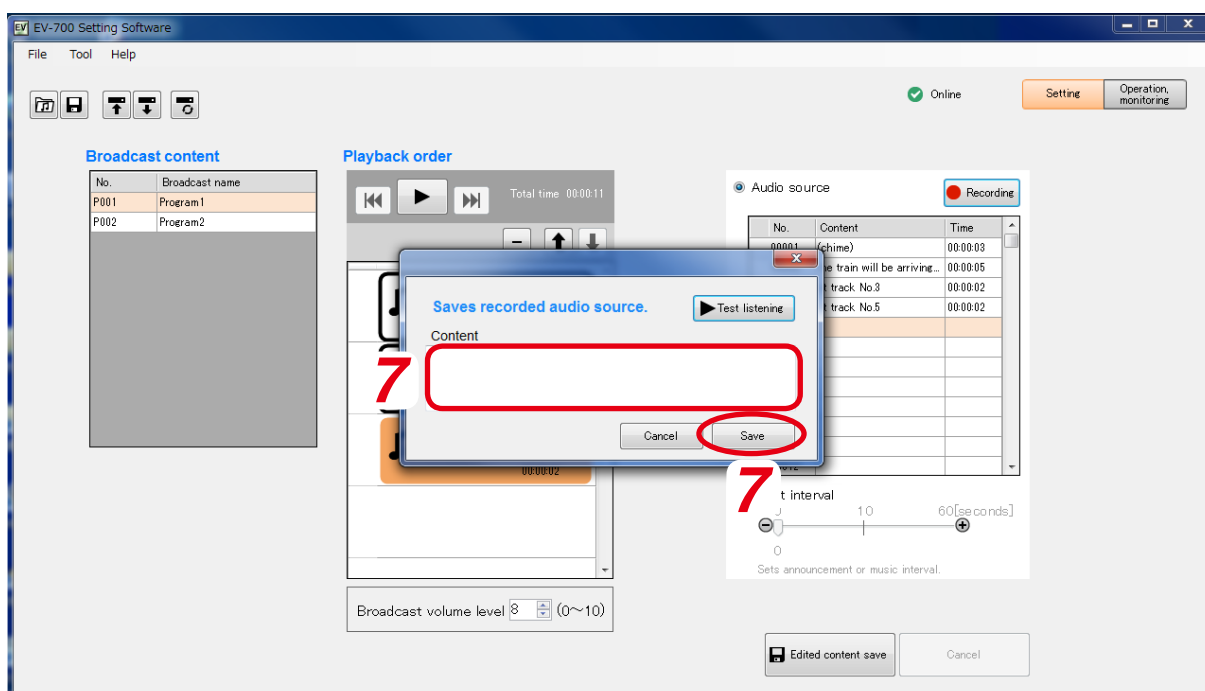 EV EV-700 Setting Software
File Tool Help
Online
Setting
Operation, monitoring
Broadcast content
No. Broadcast name
P001 Program1
P002 Program2
Playback order
Total time 00:00:11
00:00:02
Broadcast volume level 8 (0~10)
Audio source
Recording
No. Content Time
00001 (chime) 00:00:03
he train will be arriving... 00:00:05
t track No.3 00:00:02
t track No.5 00:00:02
Saves recorded audio source.
Test listening
Content
7
Cancel
Save
7
t interval
0 10 60[seconds]
0
Sets announcement or music interval.
Edited content save
Cancel